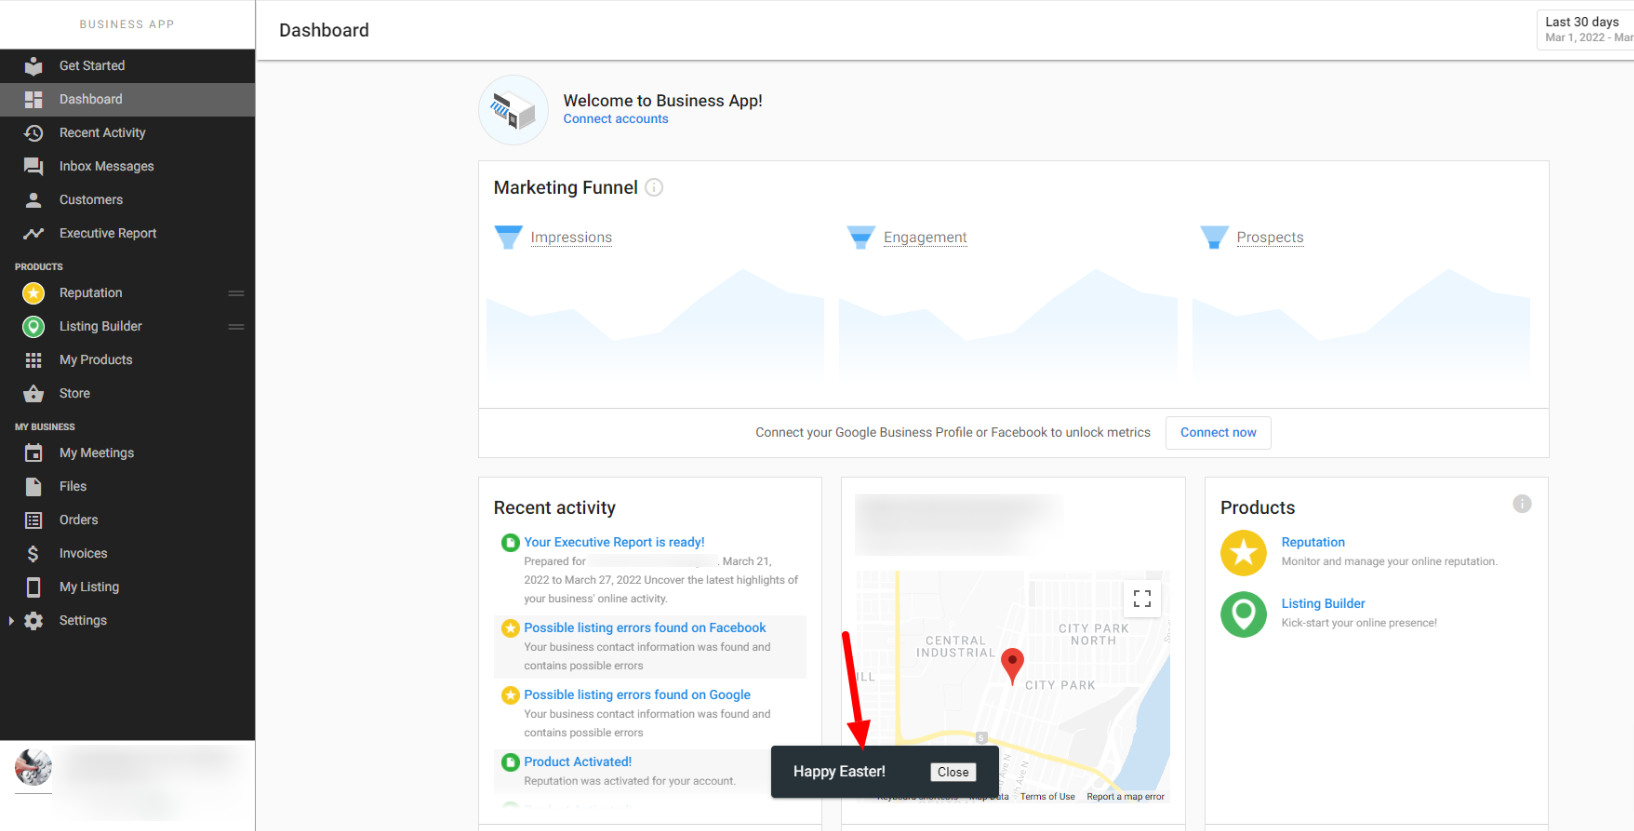 BUSINESS APP
Get Started
Dashboard
Recent Activity
Inbox Messages
Customers
Executive Report
PRODUCTS
Reputation
Listing Builder
My Products
Store
MY BUSINESS
My Meetings
Files
Orders
Invoices
My Listing
Settings
Dashboard
Last 30 days
Mar 1, 2022 - Mar
Welcome to Business App!
Connect accounts
Marketing Funnel
Impressions
Engagement
Prospects
Connect your Google Business Profile or Facebook to unlock metrics
Connect now
Recent activity
Your Executive Report is ready!
Prepared for . March 21,
2022 to March 27, 2022 Uncover the latest highlights of
your business' online activity.
Possible listing errors found on Facebook
Your business contact information was found and
contains possible errors
Possible listing errors found on Google
Your business contact information was found and
contains possible errors
Product Activated!
Reputation was activated for your account.
CENTRAL
INDUSTRIAL
CITY PARK
NORTH
CITY PARK
ILL
5
Happy Easter!
Close
Map Data
Terms of Use
Report a map error
Products
Reputation
Monitor and manage your online reputation.
Listing Builder
Kick-start your online presence!